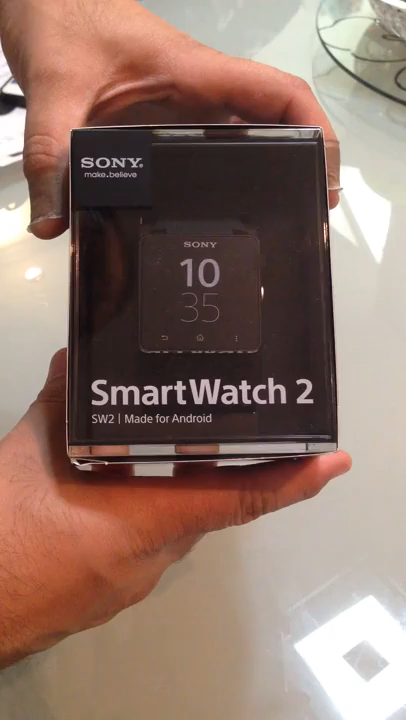 SONY
make.believe
SONY
10
35
SmartWatch 2
SW2 | Made for Android